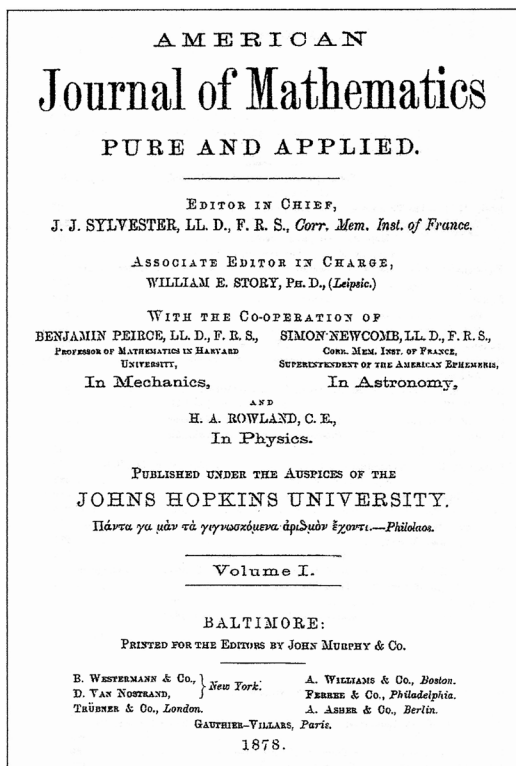 AMERICAN
Journal of Mathematics
PURE AND APPLIED.
EDITOR IN CHIEF,
J. J. SYLVESTER, LL. D., F. R. S., Corr. Mem. Inst. of France.
ASSOCIATE EDITOR IN CHARGE,
WILLIAM E. STORY, PH. D., (Leipsic.)
WITH THE CO-OPERATION OF
BENJAMIN PEIRCE, LL. D., F. R. S.,
PROFESSOR OF MATHEMATICS IN HARVARD
UNIVERSITY,
In Mechanics,
SIMON NEWCOMB, LL. D., F. R. S.,
CORR. MEM. INST. OF FRANCE,
SUPERINTENDENT OF THE AMERICAN EPHEMERIS,
In Astronomy,
AND
H. A. ROWLAND, C. E.,
In Physics.
PUBLISHED UNDER THE AUSPICES OF THE
JOHNS HOPKINS UNIVERSITY.
Πάντα γα μὰν τὰ γιγνωσκόμενα ἀριϑμὸν ἔχοντι.—Philolaos.
Volume I.
BALTIMORE:
PRINTED FOR THE EDITORS BY JOHN MURPHY & CO.
B. WESTERMANN & CO.,
D. VAN NOSTRAND,
} New York.
TRÜBNER & CO., London.
A. WILLIAMS & CO., Boston.
FERREE & CO., Philadelphia.
A. ASHER & CO., Berlin.
GAUTHIER-VILLARS, Paris.
1878.